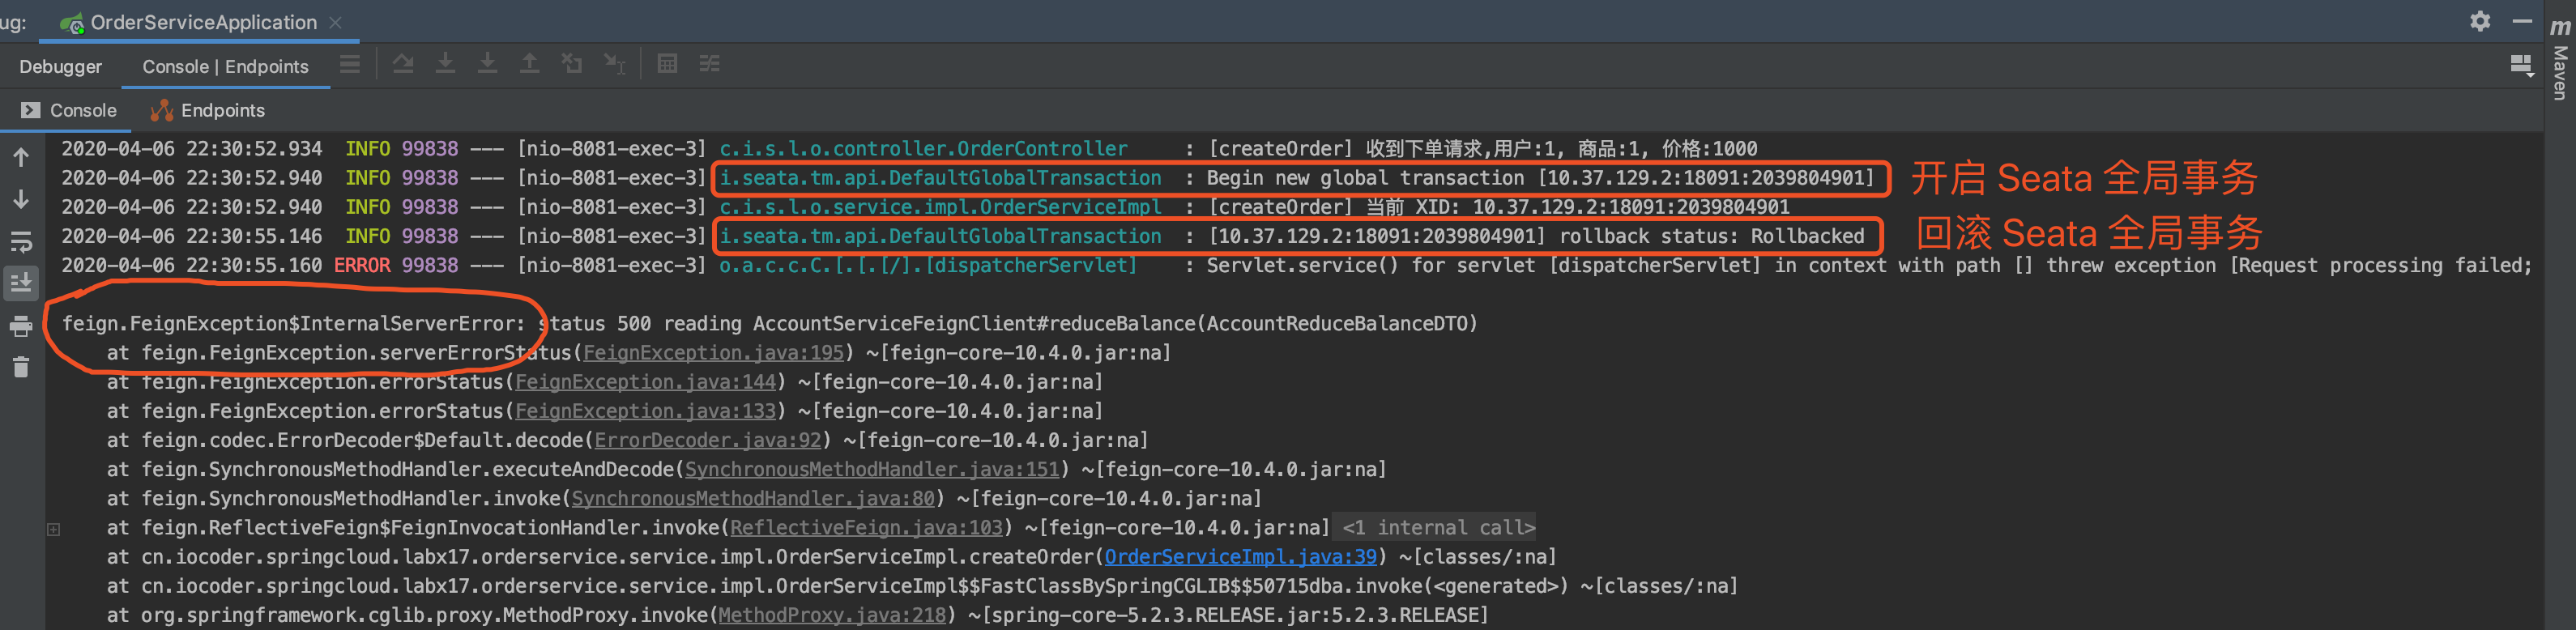 ug: OrderServiceApplication
Debugger Console | Endpoints
Console Endpoints
Maven
2020-04-06 22:30:52.934 INFO 99838 --- [nio-8081-exec-3] c.i.s.l.o.controller.OrderController : [createOrder] 收到下单请求,用户:1, 商品:1, 价格:1000
2020-04-06 22:30:52.940 INFO 99838 --- [nio-8081-exec-3] i.seata.tm.api.DefaultGlobalTransaction : Begin new global transaction [10.37.129.2:18091:2039804901] 开启 Seata 全局事务
2020-04-06 22:30:52.940 INFO 99838 --- [nio-8081-exec-3] c.i.s.l.o.service.impl.OrderServiceImpl : [createOrder] 当前 XID: 10.37.129.2:18091:2039804901
2020-04-06 22:30:55.146 INFO 99838 --- [nio-8081-exec-3] i.seata.tm.api.DefaultGlobalTransaction : [10.37.129.2:18091:2039804901] rollback status: Rollbacked 回滚 Seata 全局事务
2020-04-06 22:30:55.160 ERROR 99838 --- [nio-8081-exec-3] o.a.c.c.C.[.[.[/].[dispatcherServlet] : Servlet.service() for servlet [dispatcherServlet] in context with path [] threw exception [Request processing failed;
feign.FeignException$InternalServerError: status 500 reading AccountServiceFeignClient#reduceBalance(AccountReduceBalanceDTO)
at feign.FeignException.serverErrorStatus(FeignException.java:195) ~[feign-core-10.4.0.jar:na]
at feign.FeignException.errorStatus(FeignException.java:144) ~[feign-core-10.4.0.jar:na]
at feign.FeignException.errorStatus(FeignException.java:133) ~[feign-core-10.4.0.jar:na]
at feign.codec.ErrorDecoder$Default.decode(ErrorDecoder.java:92) ~[feign-core-10.4.0.jar:na]
at feign.SynchronousMethodHandler.executeAndDecode(SynchronousMethodHandler.java:151) ~[feign-core-10.4.0.jar:na]
at feign.SynchronousMethodHandler.invoke(SynchronousMethodHandler.java:80) ~[feign-core-10.4.0.jar:na]
at feign.ReflectiveFeign$FeignInvocationHandler.invoke(ReflectiveFeign.java:103) ~[feign-core-10.4.0.jar:na] <1 internal call>
at cn.iocoder.springcloud.labx17.orderservice.service.impl.OrderServiceImpl.createOrder(OrderServiceImpl.java:39) ~[classes/:na]
at cn.iocoder.springcloud.labx17.orderservice.service.impl.OrderServiceImpl$$FastClassBySpringCGLIB$$50715dba.invoke(<generated>) ~[classes/:na]
at org.springframework.cglib.proxy.MethodProxy.invoke(MethodProxy.java:218) ~[spring-core-5.2.3.RELEASE.jar:5.2.3.RELEASE]